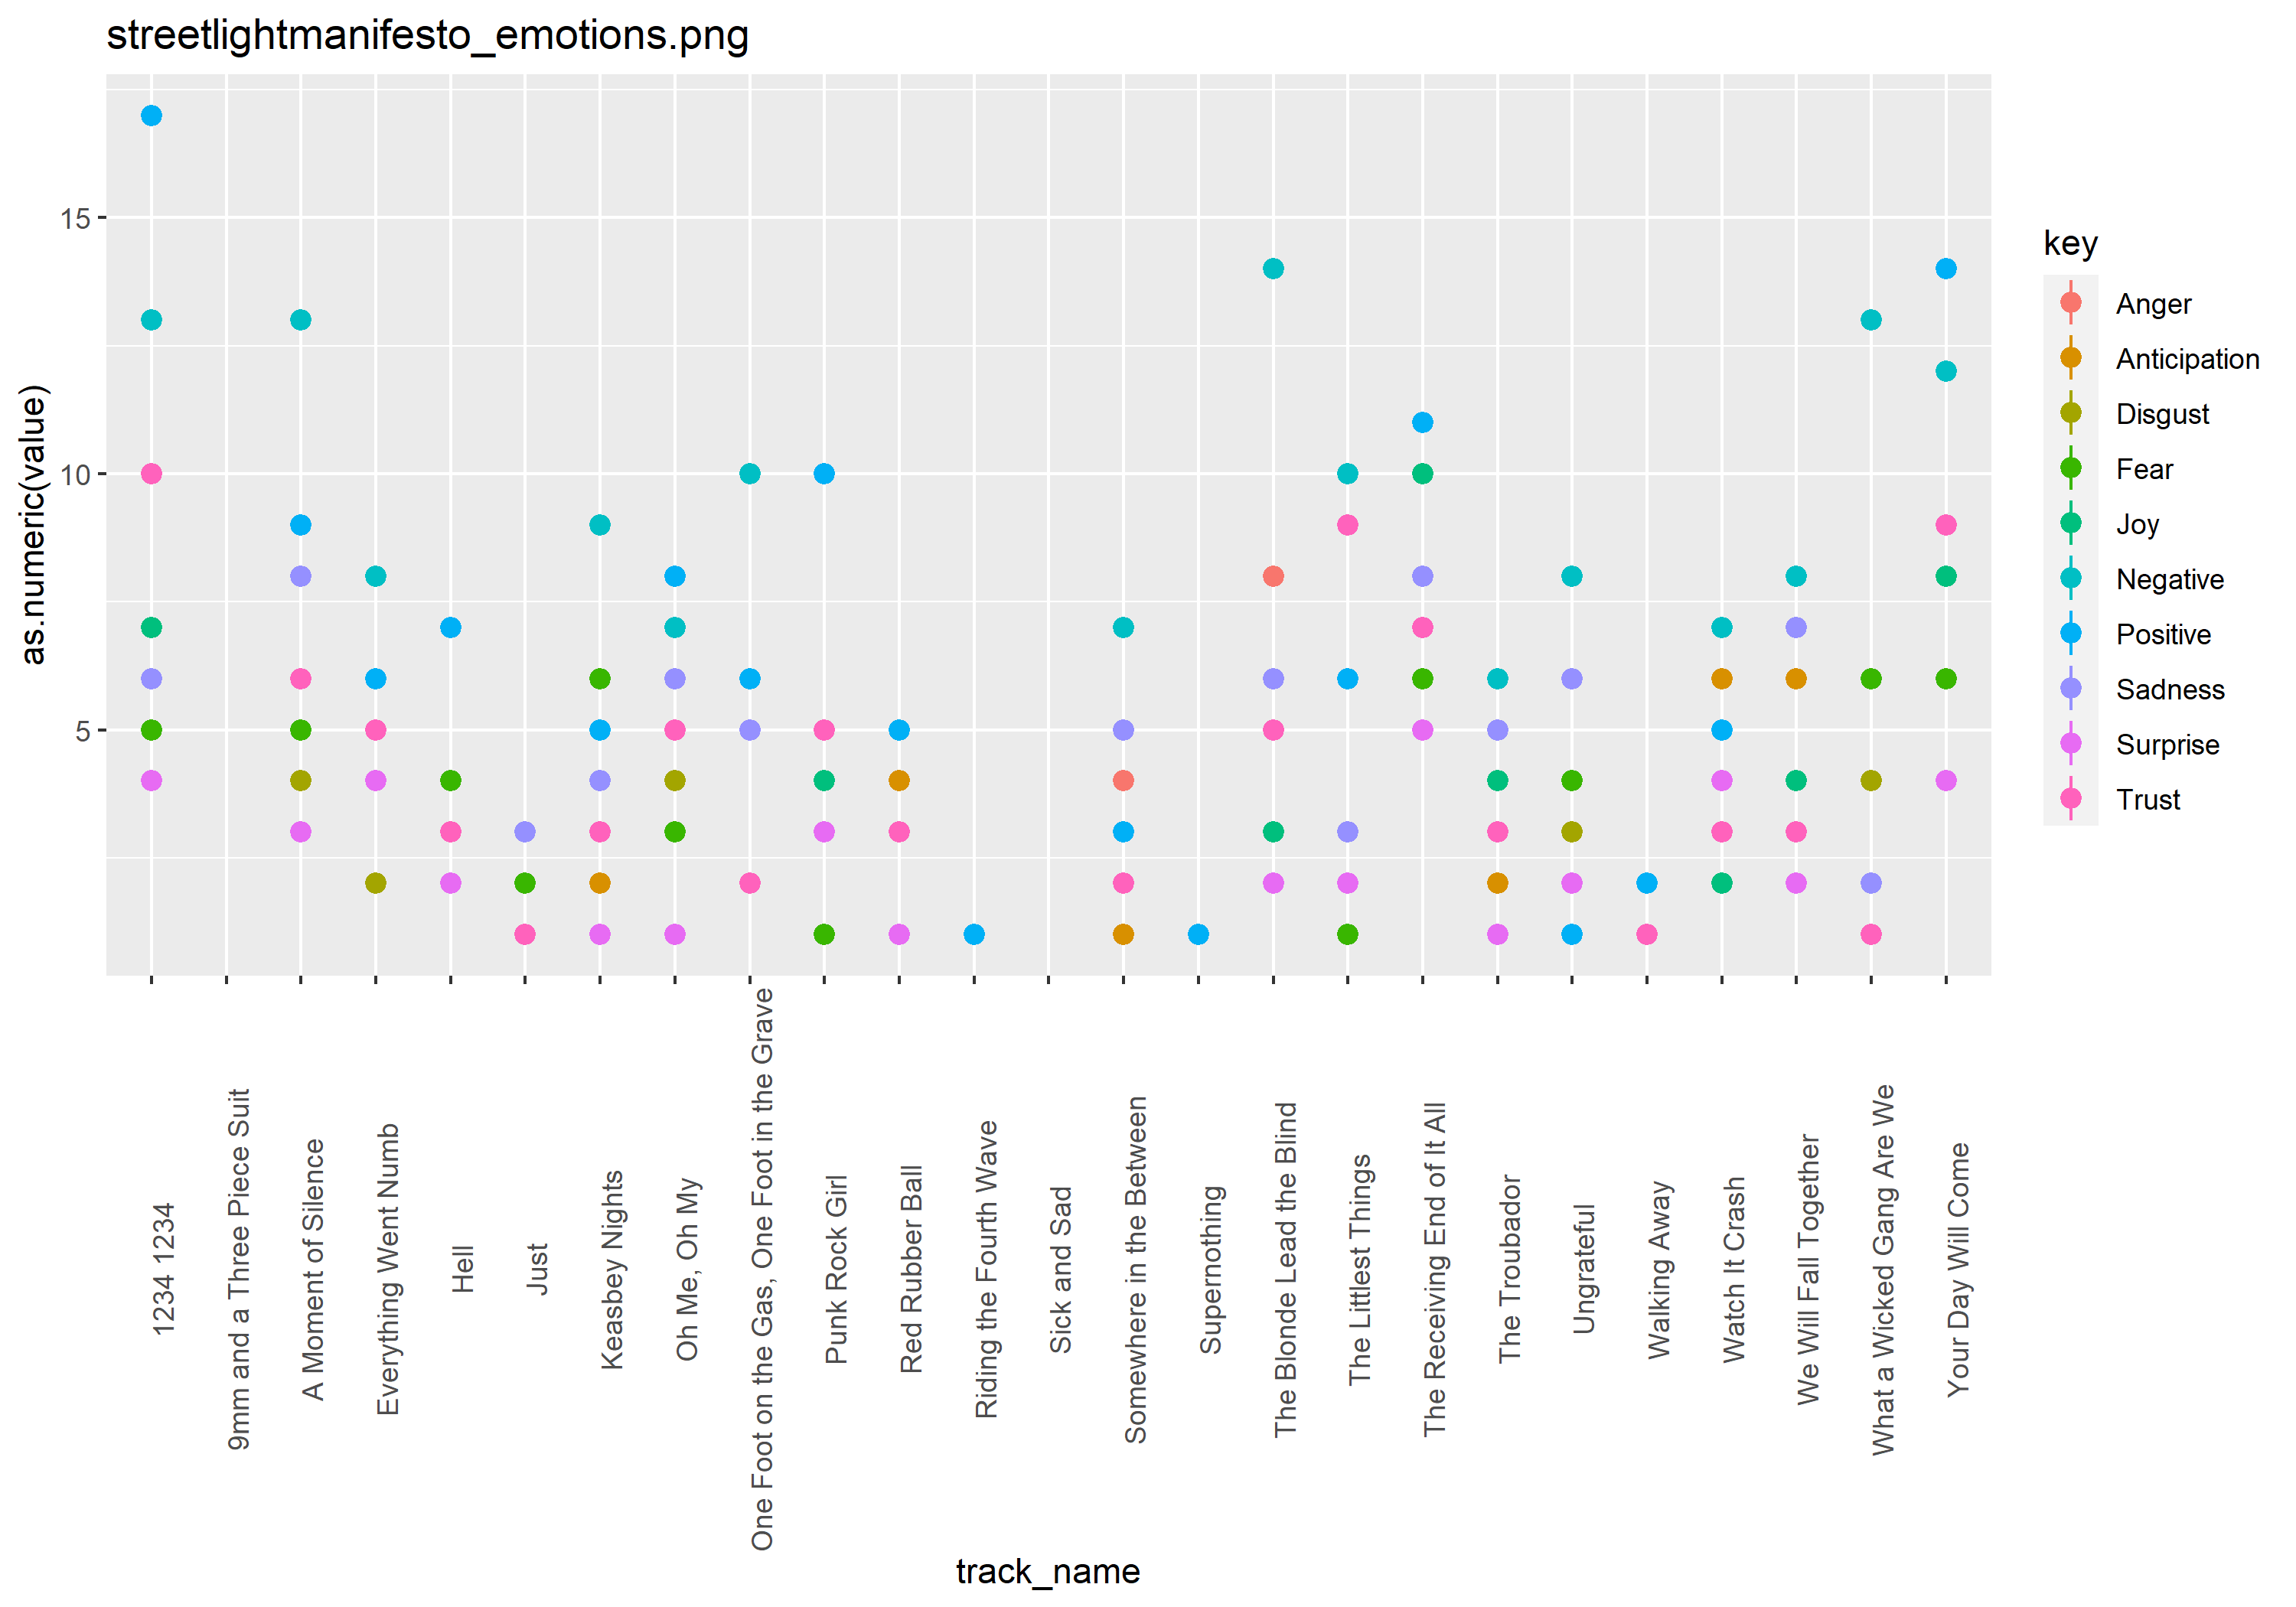 streetlightmanifesto_emotions.png
as.numeric(value)
15
10
5
1234 1234
9mm and a Three Piece Suit
A Moment of Silence
Everything Went Numb
Hell
Just
Keasbey Nights
Oh Me, Oh My
One Foot on the Gas, One Foot in the Grave
Punk Rock Girl
Red Rubber Ball
Riding the Fourth Wave
Sick and Sad
Somewhere in the Between
Supernothing
The Blonde Lead the Blind
The Littlest Things
The Receiving End of It All
The Troubador
Ungrateful
Walking Away
Watch It Crash
We Will Fall Together
What a Wicked Gang Are We
Your Day Will Come
track_name
key
Anger
Anticipation
Disgust
Fear
Joy
Negative
Positive
Sadness
Surprise
Trust